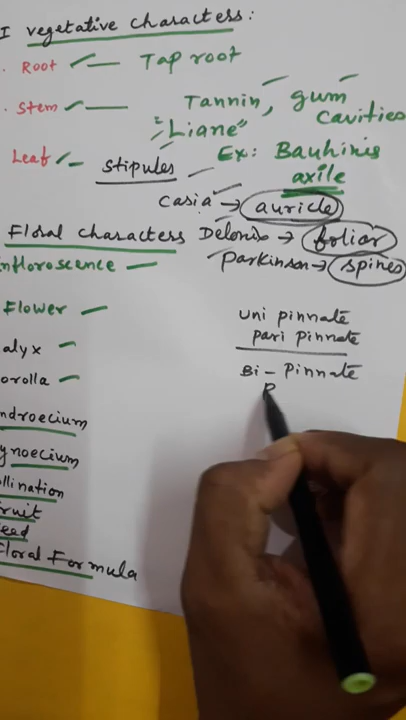 I vegetative characters:
. Root — Tap root
. Stem — Tannin, gum cavities
"Liane"
Leaf — stipules Ex: Bauhinis
axile
Casia → auricle
Floral characters Delonix → foliar
nfloroscence — Parkinson → spines
Flower —
uni pinnate
pari pinnate
alyx —
Bi - Pinnate
orolla —
P
ndroecium
ynoecium
llination
ruit
eed
Floral Formula